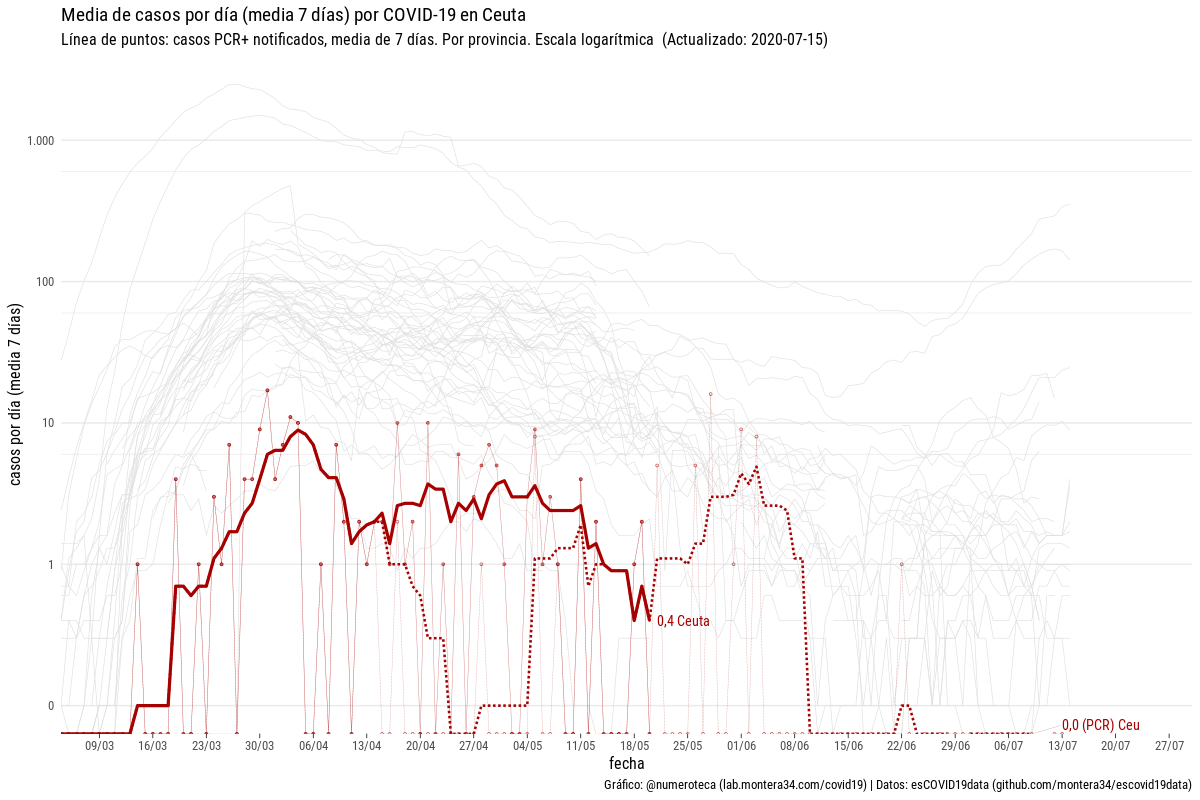 Media de casos por día (media 7 días) por COVID-19 en Ceuta
Línea de puntos: casos PCR+ notificados, media de 7 días. Por provincia. Escala logarítmica (Actualizado: 2020-07-15)
casos por día (media 7 días)
1.000
100
10
1
0
0,4 Ceuta
0,0 (PCR) Ceu
09/03 16/03 23/03 30/03 06/04 13/04 20/04 27/04 04/05 11/05 18/05 25/05 01/06 08/06 15/06 22/06 29/06 06/07 13/07 20/07 27/07
fecha
Gráfico: @numeroteca (lab.montera34.com/covid19) | Datos: esCOVID19data (github.com/montera34/escovid19data)